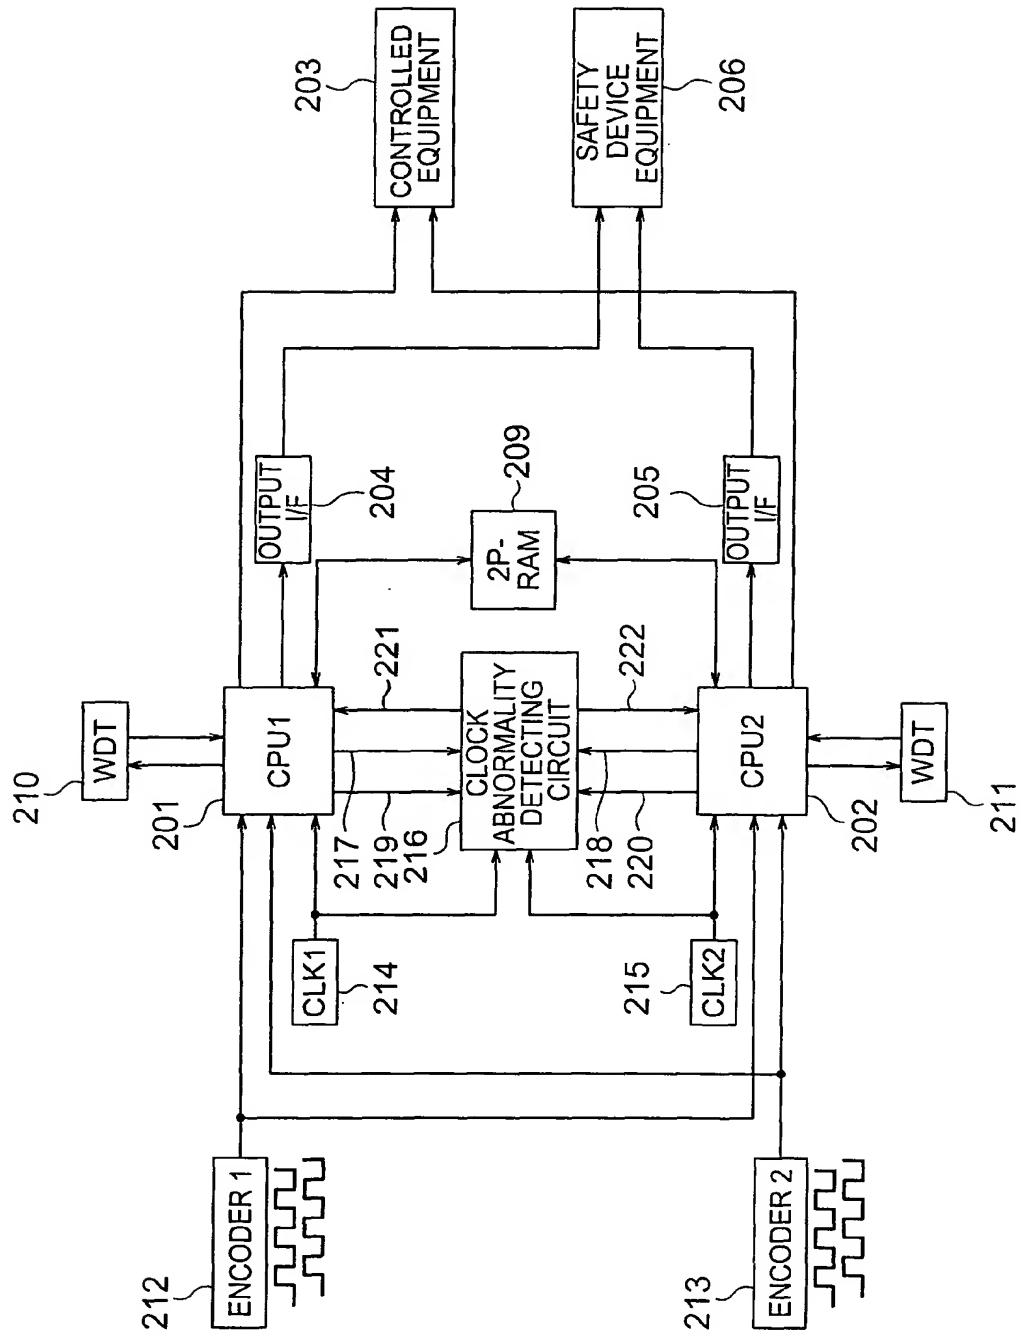 212
ENCODER 1
213
ENCODER 2
CLK1
214
215
CLK2
210
WDT
201
CPU1
217
219
216
221
CLOCK
ABNORMALITY
DETECTING
CIRCUIT
218
220
222
CPU2
202
WDT
211
2P-
RAM
209
OUTPUT
I/F
204
205
OUTPUT
I/F
203
CONTROLLED
EQUIPMENT
SAFETY
DEVICE
EQUIPMENT
206